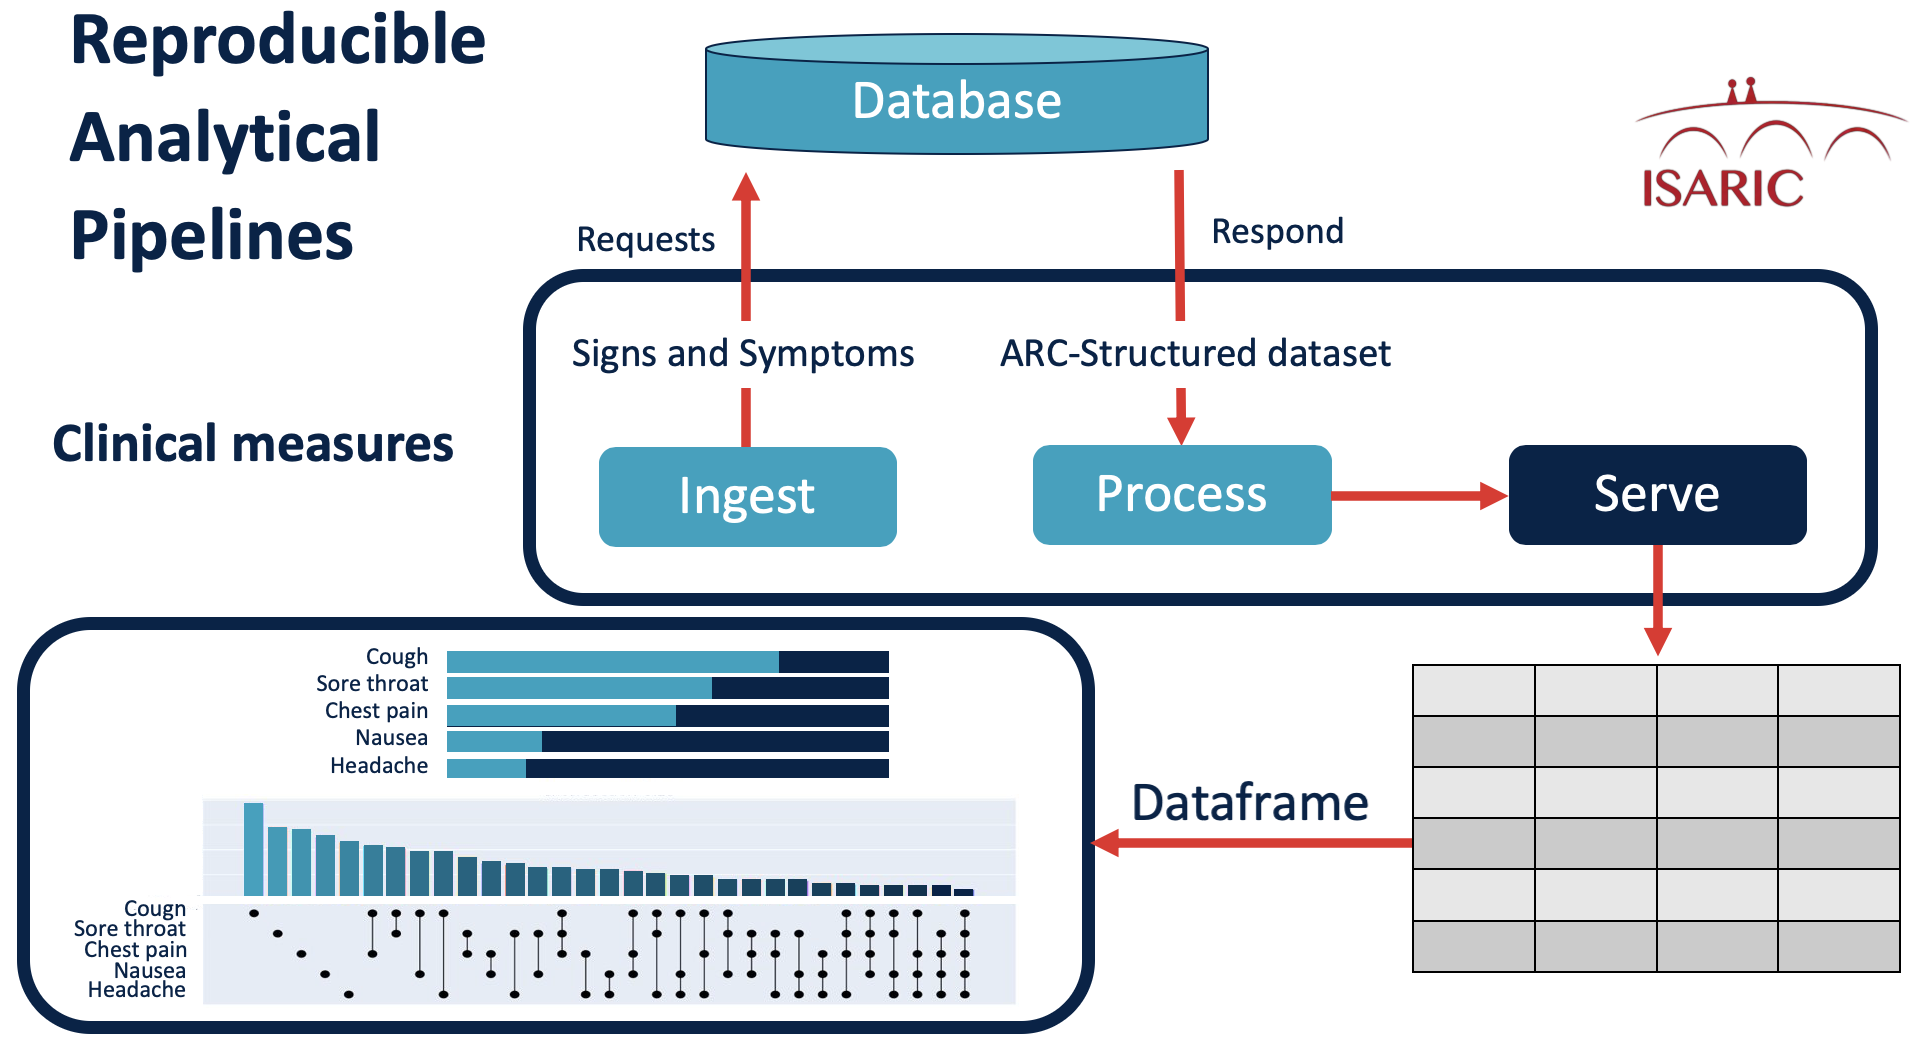 Reproducible
Analytical
Pipelines
Database
ISARIC
Requests
Respond
Signs and Symptoms
ARC-Structured dataset
Clinical measures
Ingest
Process
Serve
Cough
Sore throat
Chest pain
Nausea
Headache
Dataframe
Cougn
Sore throat
Chest pain
Nausea
Headache